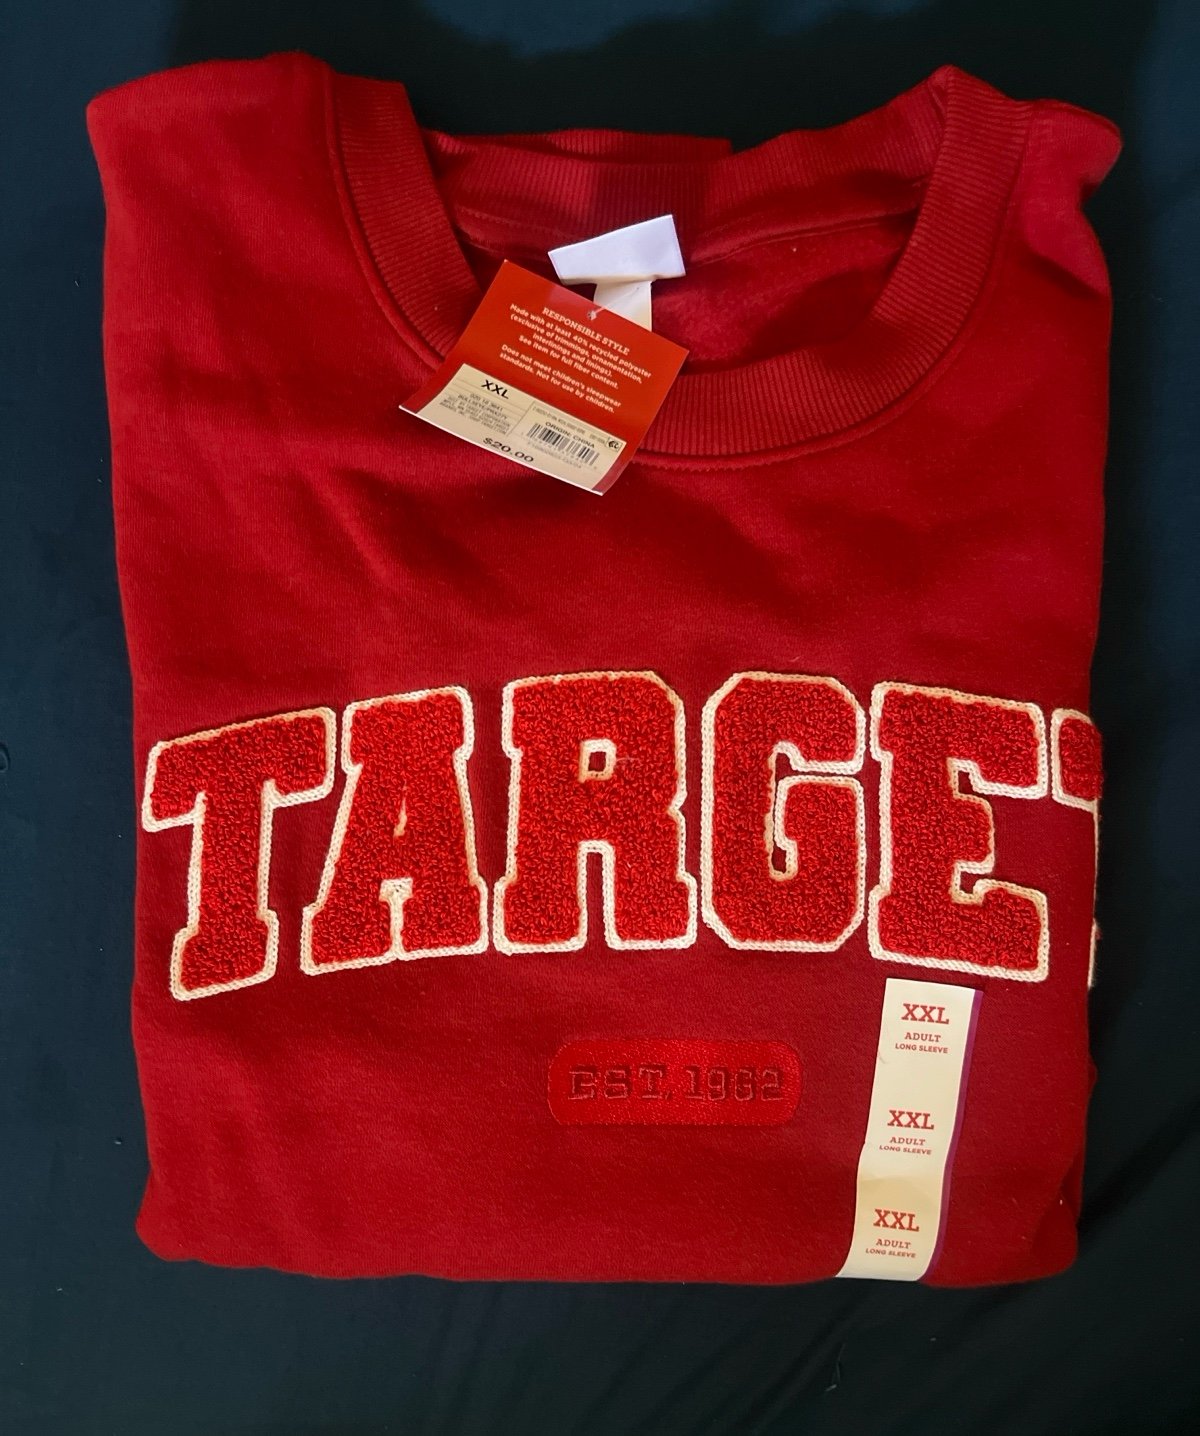 RESPONSIBLE STYLE
Made with at least 40% recycled polyester
(exclusive of trimmings, ornamentation,
interlinings and linings).
See item for full fiber content.
Does not meet children's sleepwear
standards. Not for use by children.
XXL
ORIGIN: CHINA
$20.00
TARGET
EST. 1962
XXL
ADULT
LONG SLEEVE
XXL
ADULT
LONG SLEEVE
XXL
ADULT
LONG SLEEVE